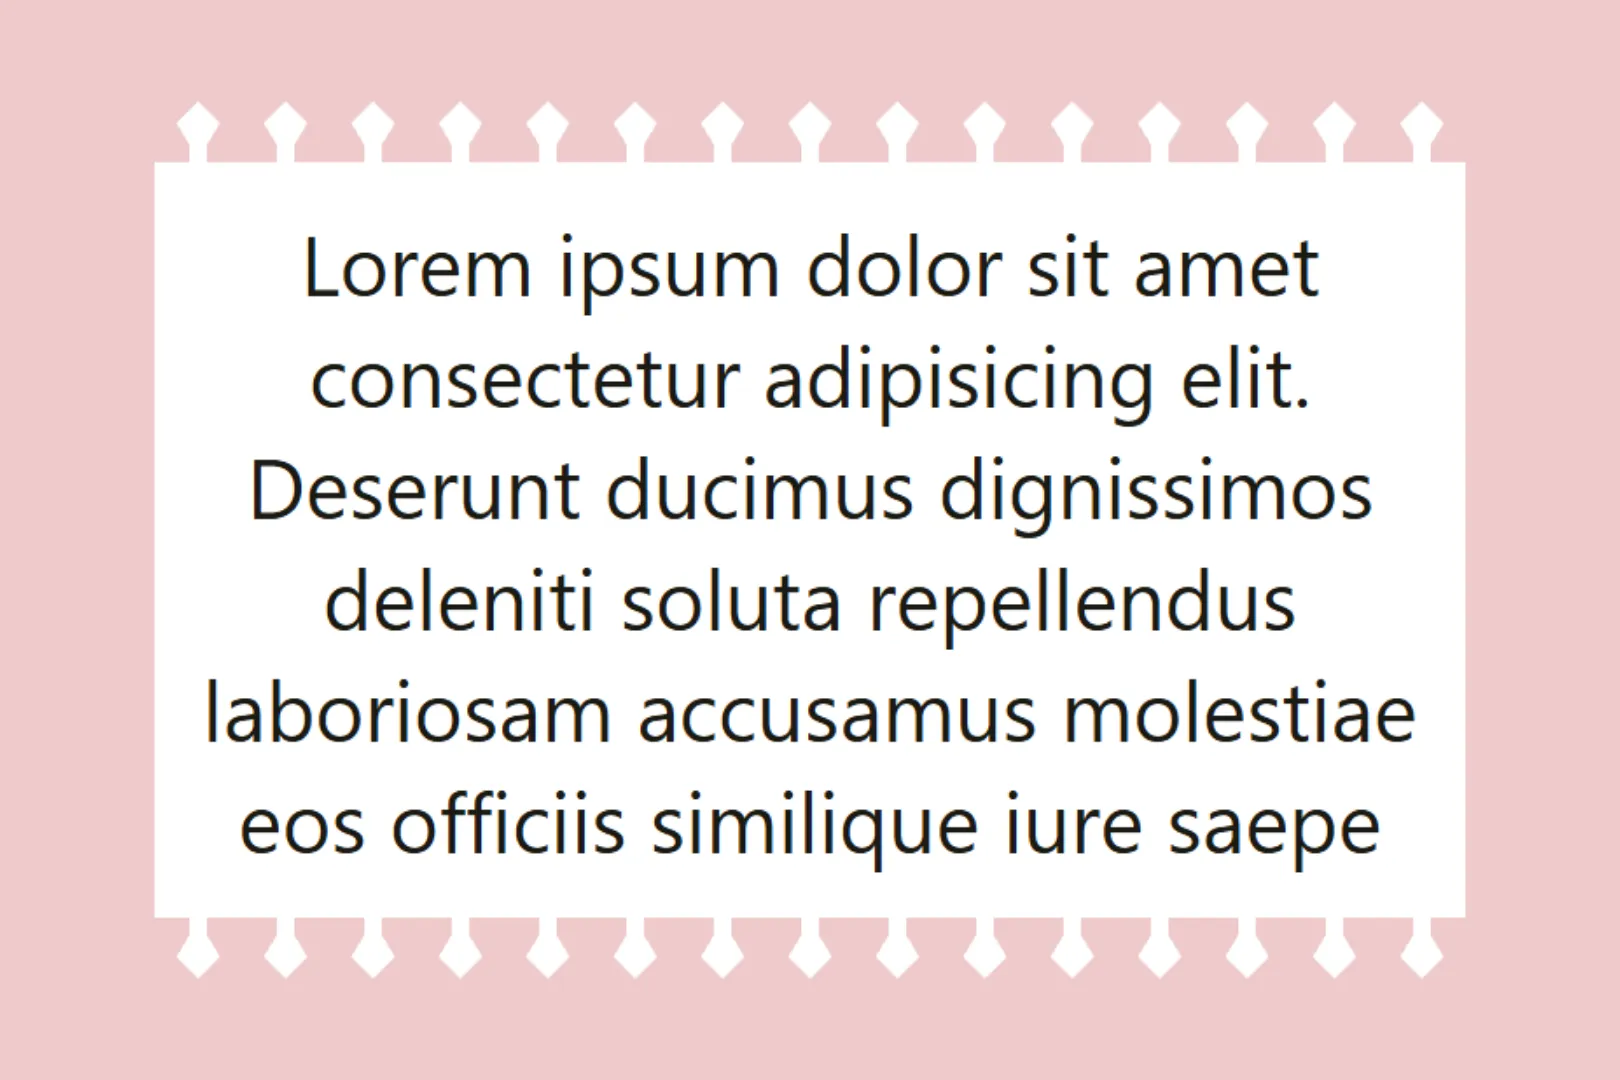 Lorem ipsum dolor sit amet
consectetur adipisicing elit.
Deserunt ducimus dignissimos
deleniti soluta repellendus
laboriosam accusamus molestiae
eos officiis similique iure saepe